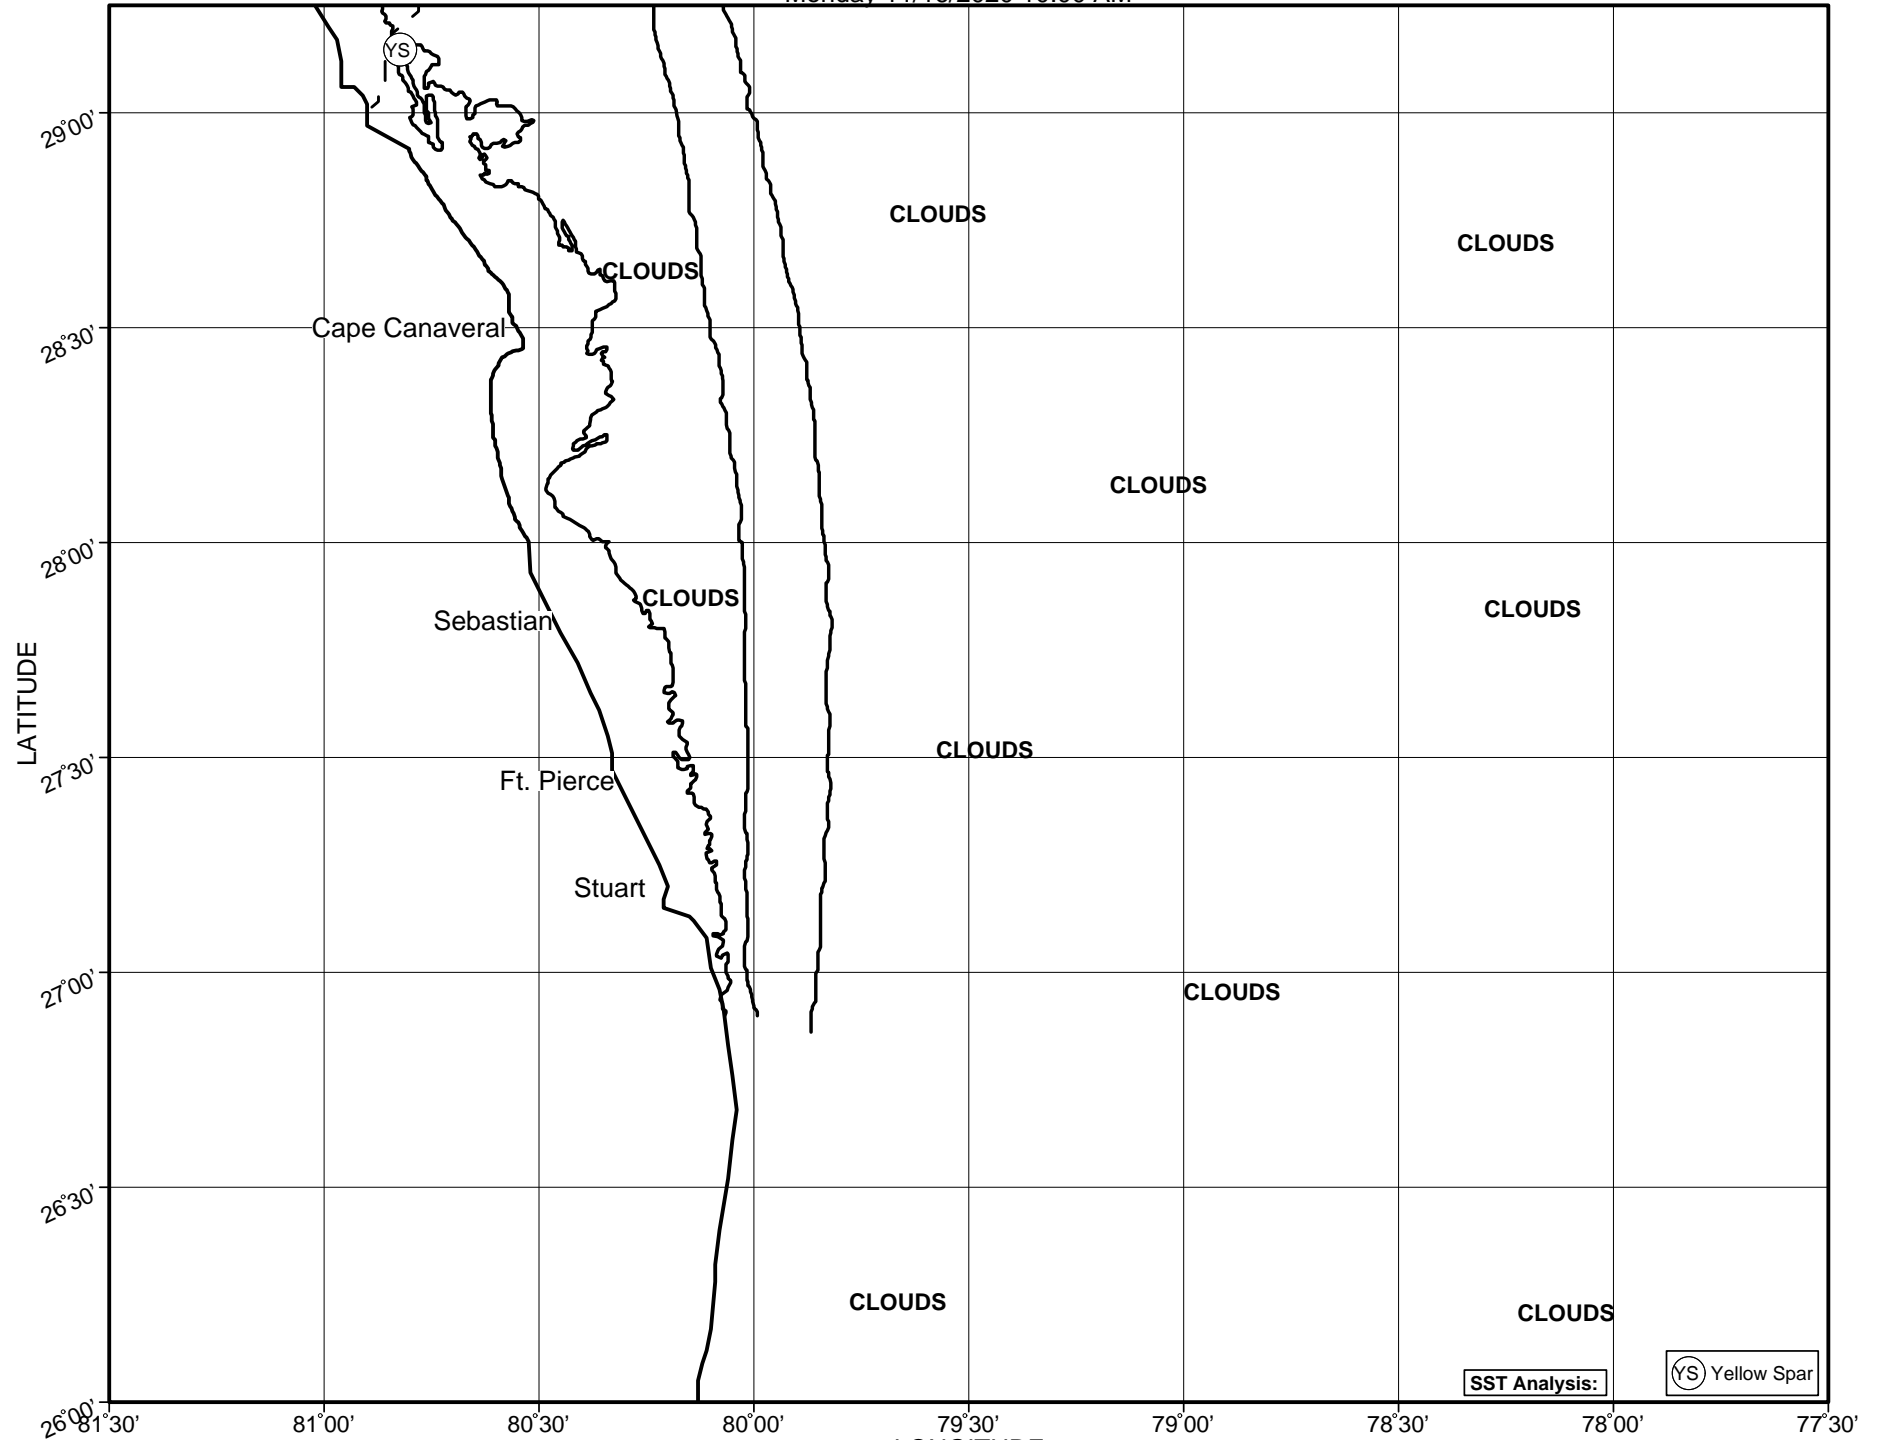 YS
29°00'
CLOUDS
CLOUDS
CLOUDS
Cape Canaveral
28°30'
CLOUDS
28°00'
CLOUDS
CLOUDS
Sebastian
LATITUDE
CLOUDS
27°30'
Ft. Pierce
Stuart
27°00'
CLOUDS
26°30'
CLOUDS
CLOUDS
YS Yellow Spar
SST Analysis:
26°00'
81°30' 81°00' 80°30' 80°00' 79°30' 79°00' 78°30' 78°00' 77°30'